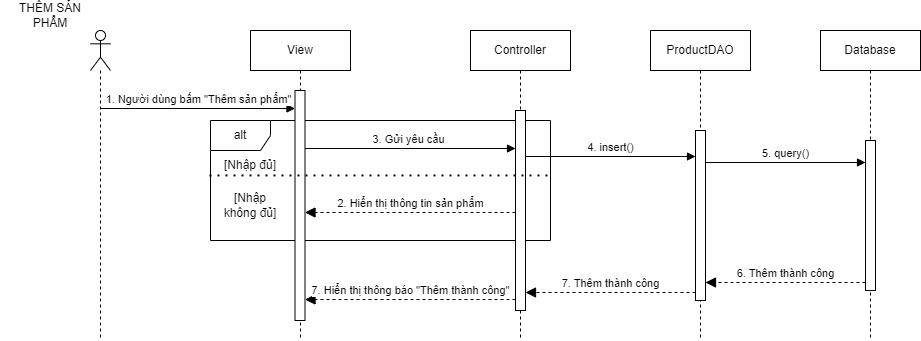 THÊM SẢN
PHẨM
View
Controller
ProductDAO
Database
1. Người dùng bấm "Thêm sản phẩm"
alt
3. Gửi yêu cầu
4. insert()
5. query()
[Nhập đủ]
[Nhập
không đủ]
2. Hiển thị thông tin sản phẩm
6. Thêm thành công
7. Thêm thành công
7. Hiển thị thông báo "Thêm thành công"